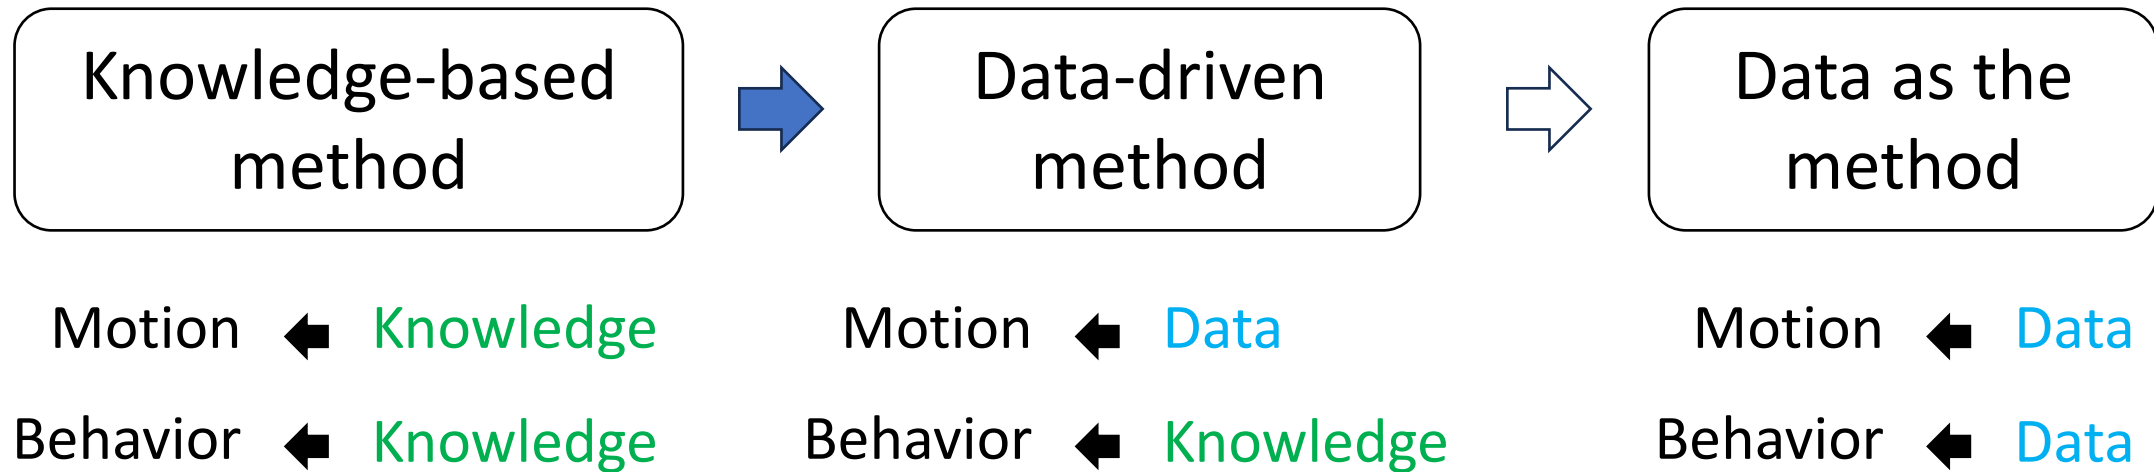 Knowledge-based
method
Data-driven
method
Data as the
method
Motion Knowledge
Behavior Knowledge
Motion Data
Behavior Knowledge
Motion Data
Behavior Data